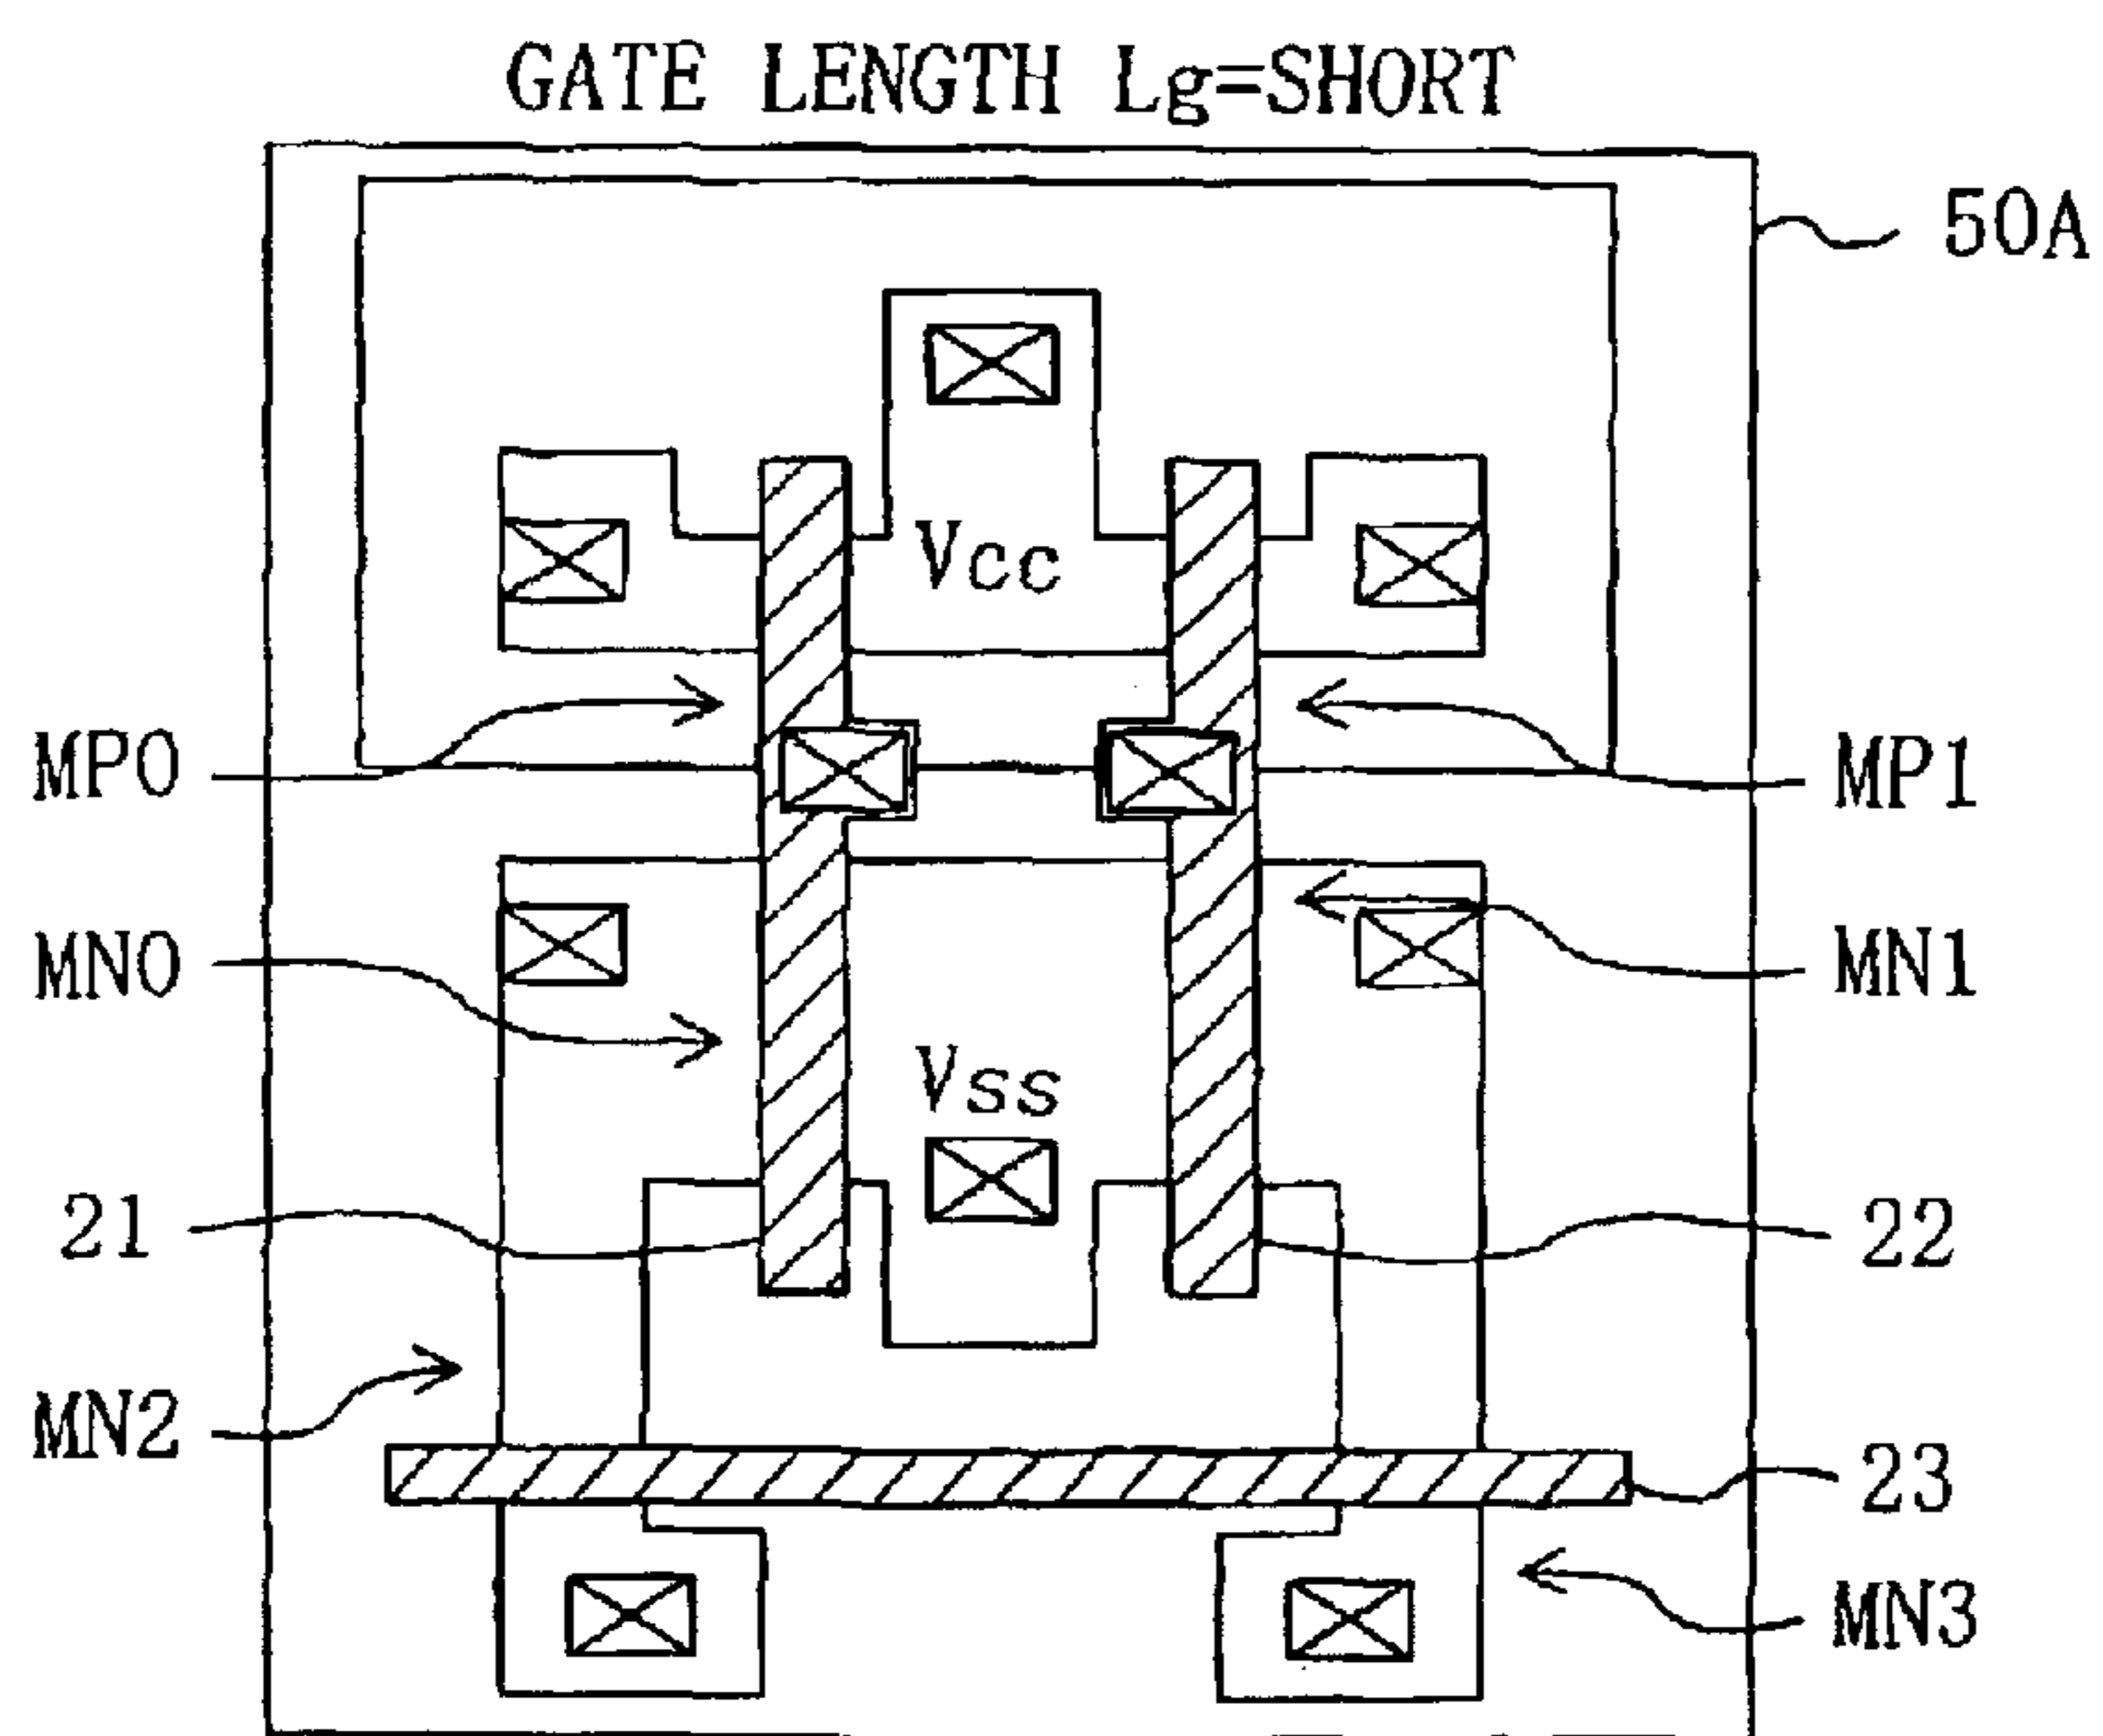 GATE LENGTH Lg=SHORT
50A
Vcc
MP0
MP1
MN0
MN1
Vss
21
22
MN2
23
MN3